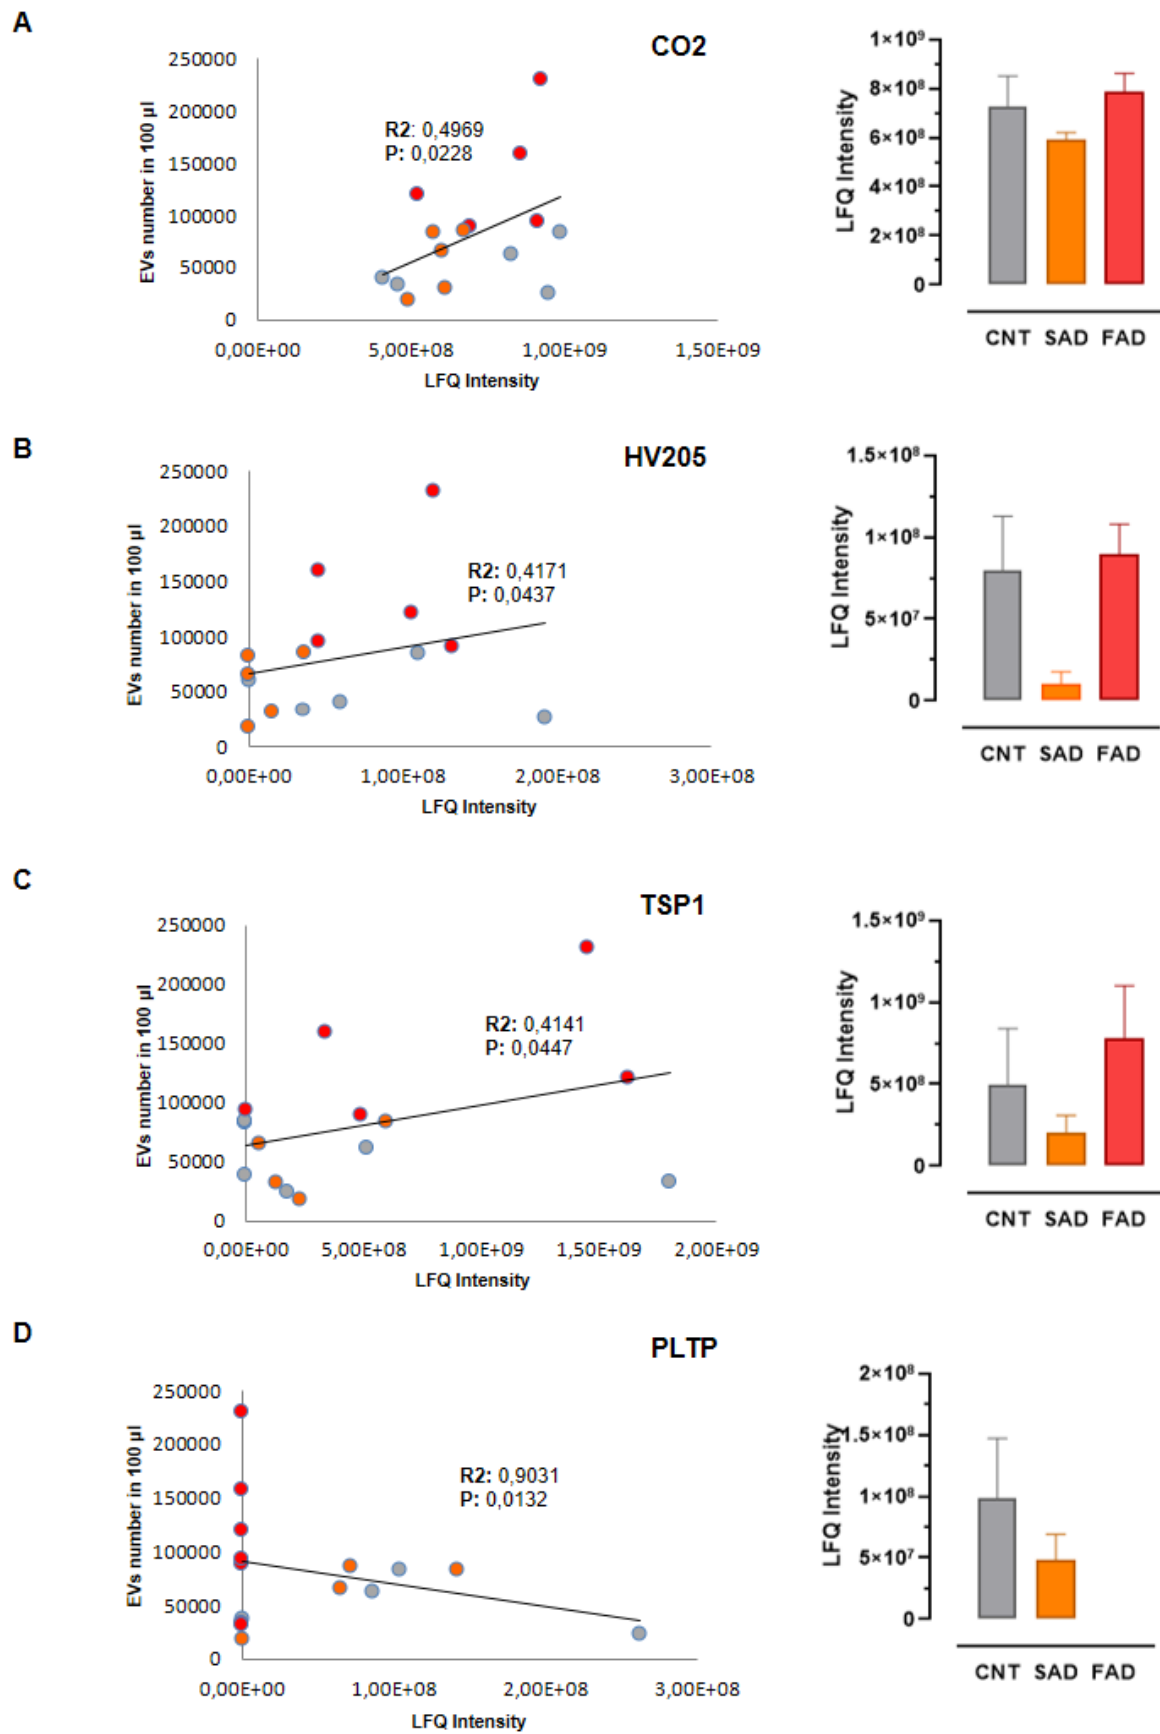 A
CO2
250000
200000
150000
100000
50000
0
EVs number in 100 µl
R2: 0,4969
P: 0,0228
0,00E+00 5,00E+08 1,00E+09 1,50E+09
LFQ Intensity
1×10⁹
8×10⁸
6×10⁸
4×10⁸
2×10⁸
0
LFQ Intensity
CNT SAD FAD
B
HV205
250000
200000
150000
100000
50000
0
EVs number in 100 µl
R2: 0,4171
P: 0,0437
0,00E+00 1,00E+08 2,00E+08 3,00E+08
LFQ Intensity
1.5×10⁸
1×10⁸
5×10⁷
0
LFQ Intensity
CNT SAD FAD
C
TSP1
250000
200000
150000
100000
50000
0
EVs number in 100 µl
R2: 0,4141
P: 0,0447
0,00E+00 5,00E+08 1,00E+09 1,50E+09 2,00E+09
LFQ Intensity
1.5×10⁹
1×10⁹
5×10⁸
0
LFQ Intensity
CNT SAD FAD
D
PLTP
250000
200000
150000
100000
50000
0
EVs number in 100 µl
R2: 0,9031
P: 0,0132
0,00E+00 1,00E+08 2,00E+08 3,00E+08
LFQ Intensity
2×10⁸
1.5×10⁸
1×10⁸
5×10⁷
0
LFQ Intensity
CNT SAD FAD